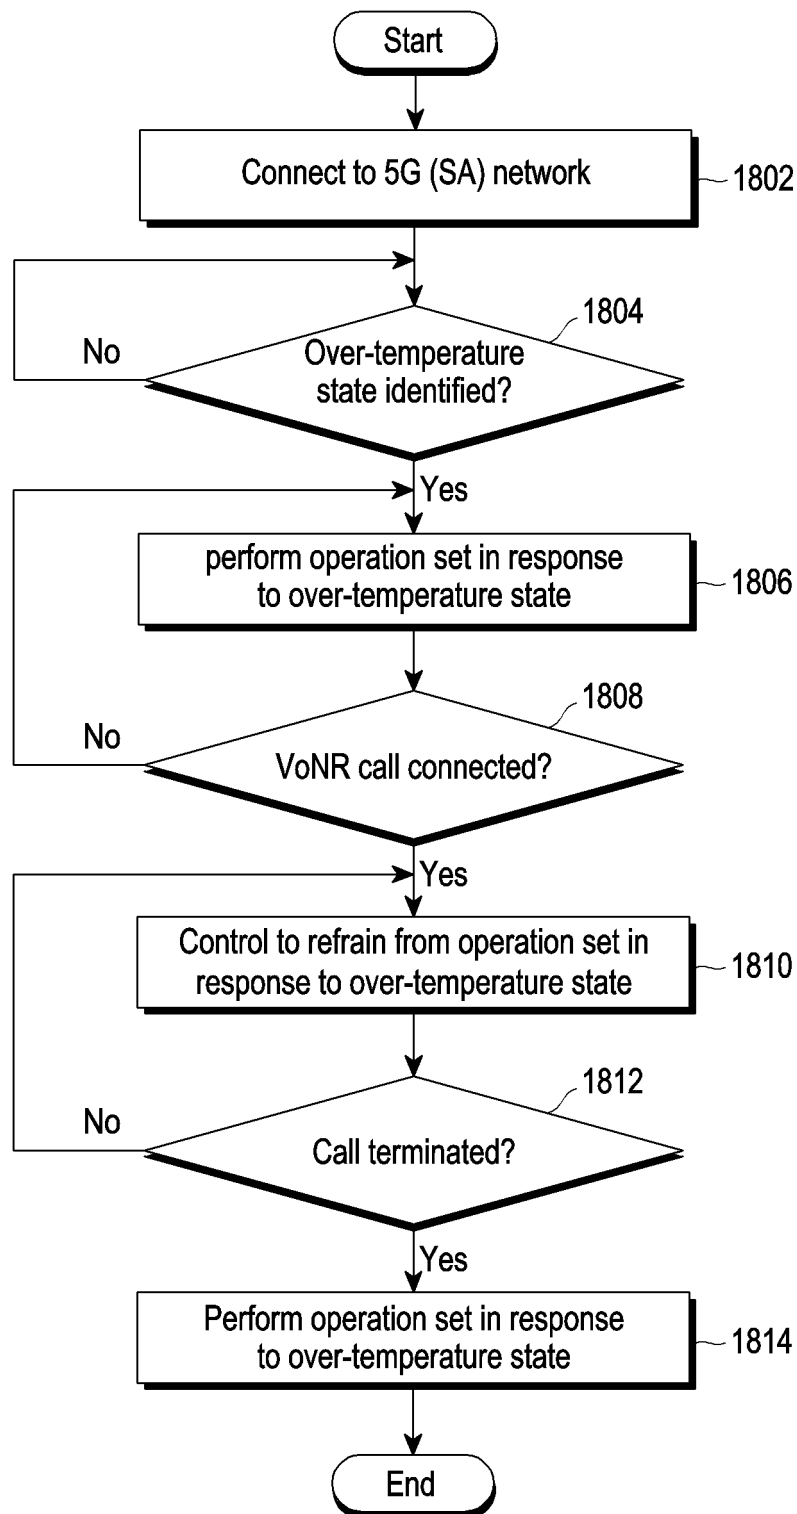 Start
Connect to 5G (SA) network
1802
1804
Over-temperature
state identified?
No
Yes
perform operation set in response
to over-temperature state
1806
1808
VoNR call connected?
No
Yes
Control to refrain from operation set in
response to over-temperature state
1810
1812
Call terminated?
No
Yes
Perform operation set in response
to over-temperature state
1814
End